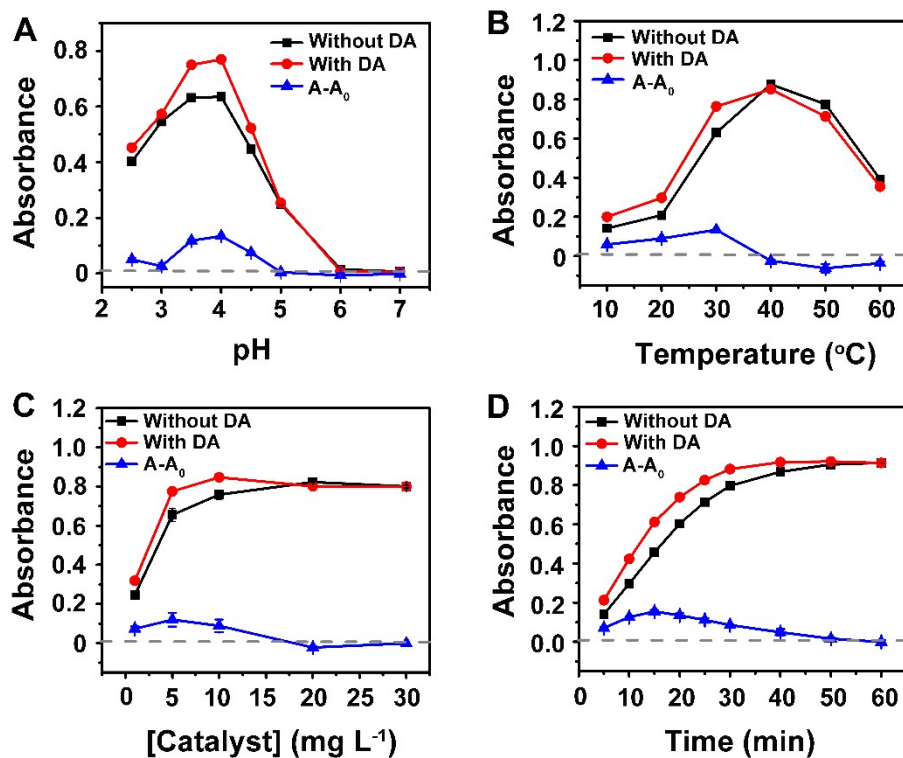 A
Without DA
With DA
A-A₀
Absorbance
0.8
0.6
0.4
0.2
0
2 3 4 5 6 7
pH
B
Without DA
With DA
A-A₀
Absorbance
1.2
1.0
0.8
0.6
0.4
0.2
0
10 20 30 40 50 60
Temperature (°C)
C
Without DA
With DA
A-A₀
Absorbance
1.2
1.0
0.8
0.6
0.4
0.2
0
0 5 10 15 20 25 30
[Catalyst] (mg L⁻¹)
D
Without DA
With DA
A-A₀
Absorbance
1.2
1.0
0.8
0.6
0.4
0.2
0.0
10 20 30 40 50 60
Time (min)